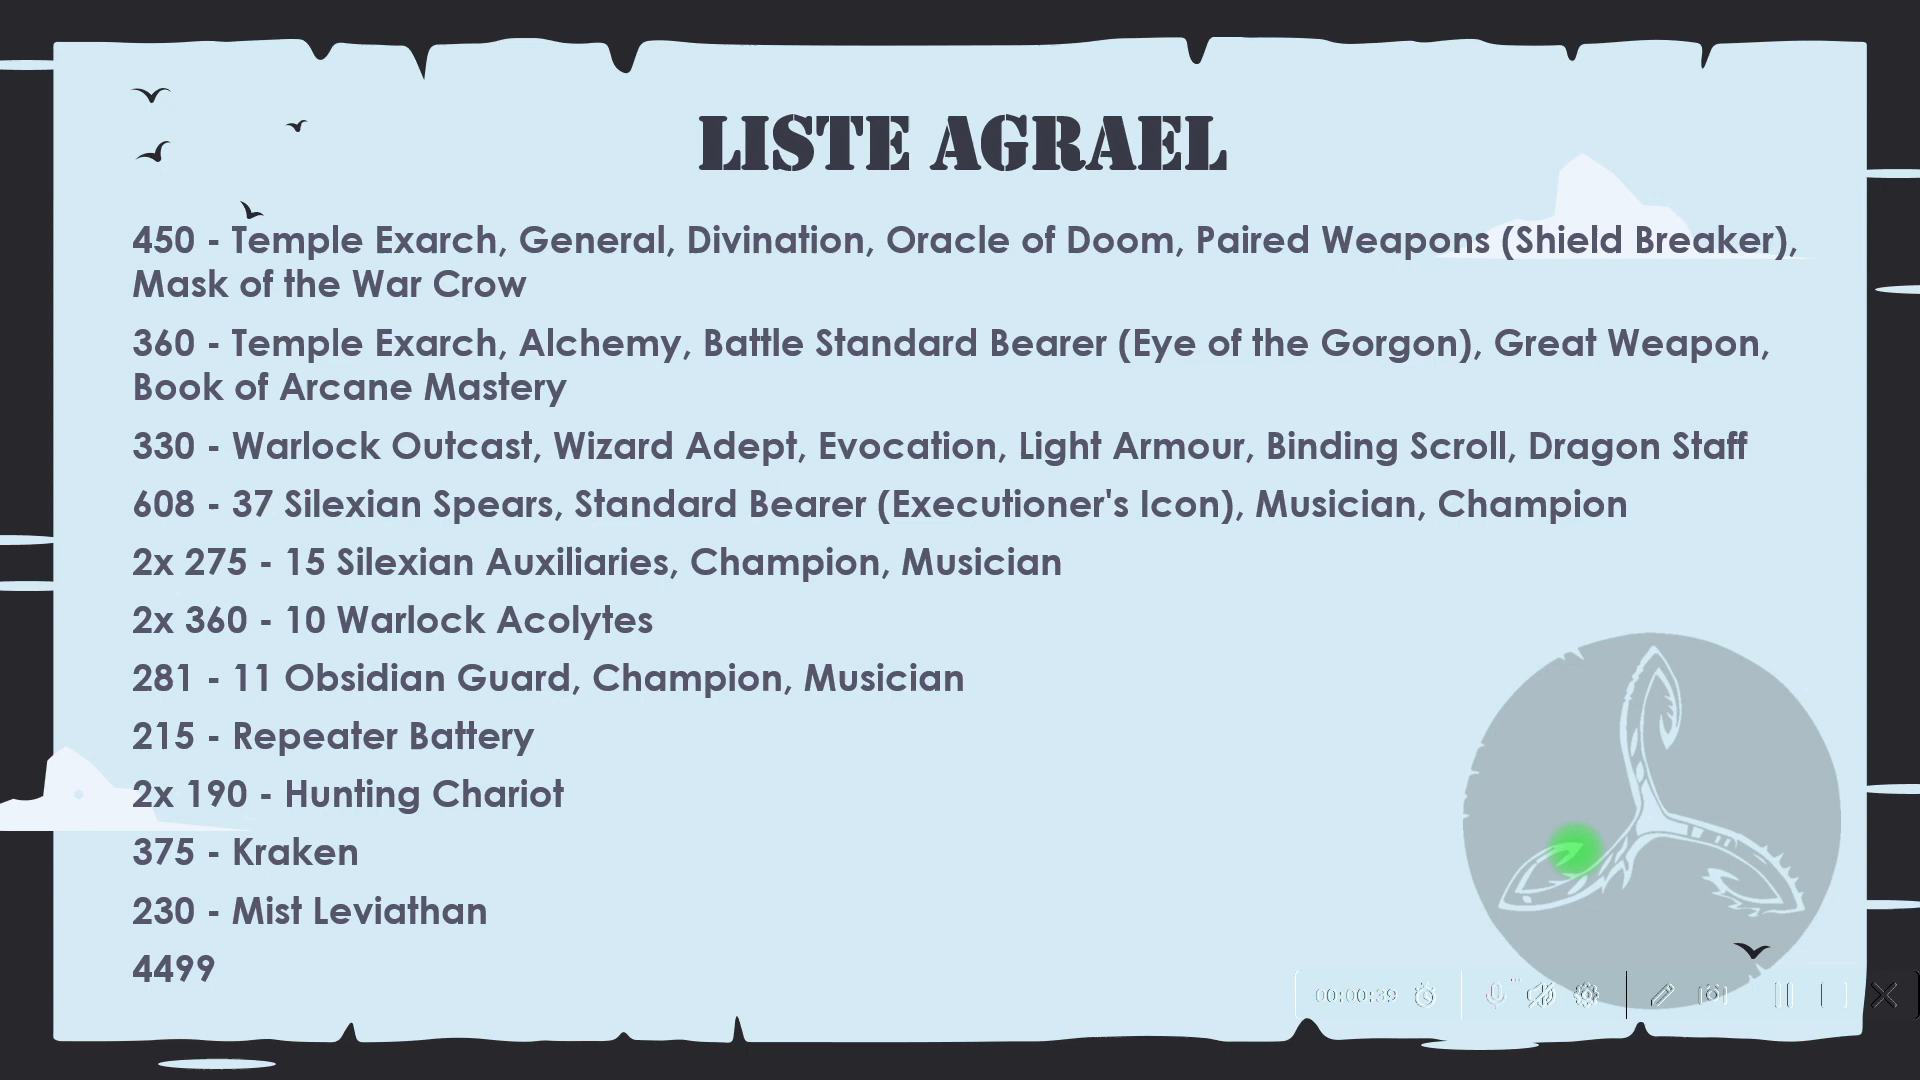 LISTE AGRAEL
450 - Temple Exarch, General, Divination, Oracle of Doom, Paired Weapons (Shield Breaker),
Mask of the War Crow
360 - Temple Exarch, Alchemy, Battle Standard Bearer (Eye of the Gorgon), Great Weapon,
Book of Arcane Mastery
330 - Warlock Outcast, Wizard Adept, Evocation, Light Armour, Binding Scroll, Dragon Staff
608 - 37 Silexian Spears, Standard Bearer (Executioner's Icon), Musician, Champion
2x 275 - 15 Silexian Auxiliaries, Champion, Musician
2x 360 - 10 Warlock Acolytes
281 - 11 Obsidian Guard, Champion, Musician
215 - Repeater Battery
2x 190 - Hunting Chariot
375 - Kraken
230 - Mist Leviathan
4499
00:00:39